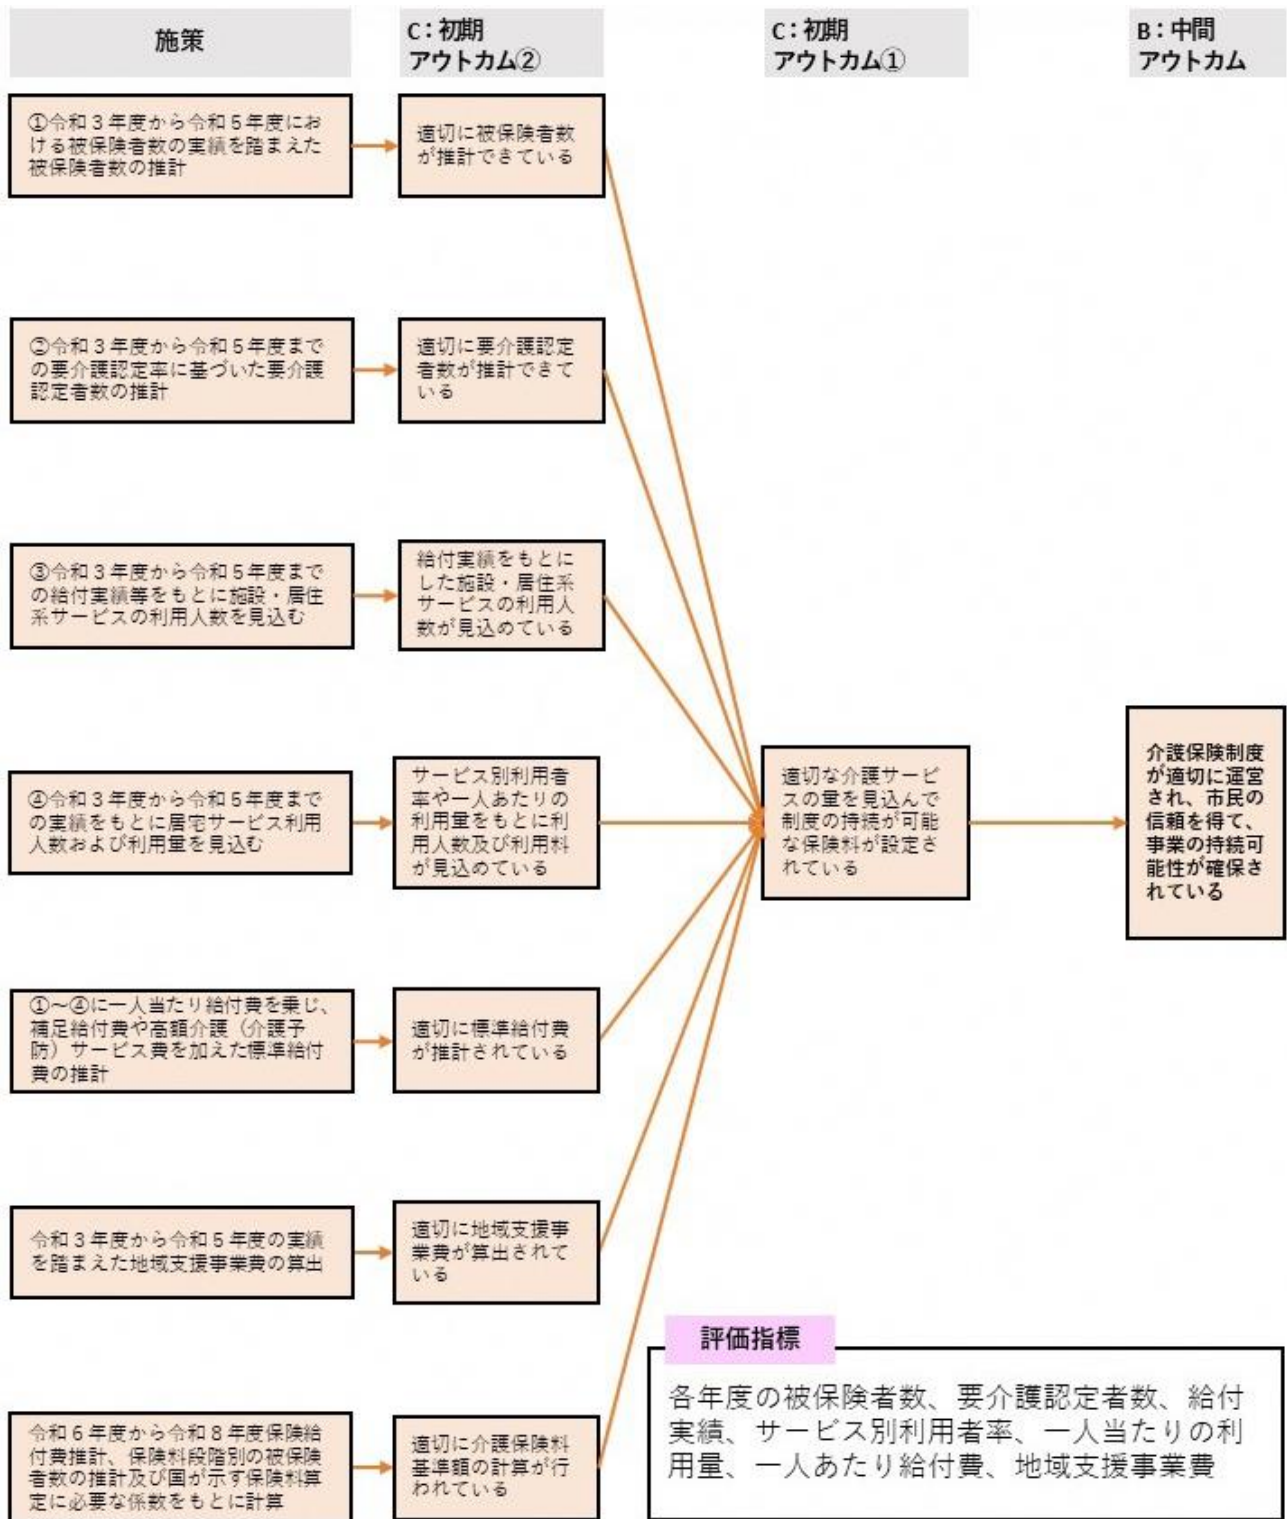 施策
C：初期
アウトカム②
C：初期
アウトカム①
B：中間
アウトカム
①令和３年度から令和５年度にお
ける被保険者数の実績を踏まえた
被保険者数の推計
適切に被保険者数
が推計できている
②令和３年度から令和５年度まで
の要介護認定率に基づいた要介護
認定者数の推計
適切に要介護認定
者数が推計できて
いる
③令和３年度から令和５年度まで
の給付実績等をもとに施設・居住
系サービスの利用人数を見込む
給付実績をもとに
した施設・居住系
サービスの利用人
数が見込めている
④令和３年度から令和５年度まで
の実績をもとに居宅サービス利用
人数および利用量を見込む
サービス別利用者
率や一人あたりの
利用量をもとに利
用人数及び利用料
が見込めている
適切な介護サービ
スの量を見込んで
制度の持続が可能
な保険料が設定さ
れている
介護保険制度
が適切に運営
され、市民の
信頼を得て、
事業の持続可
能性が確保さ
れている
①～④に一人当たり給付費を乗じ、
補足給付費や高額介護（介護予
防）サービス費を加えた標準給付
費の推計
適切に標準給付費
が推計されている
令和３年度から令和５年度の実績
を踏まえた地域支援事業費の算出
適切に地域支援事
業費が算出されて
いる
令和６年度から令和８年度保険給
付費推計、保険料段階別の被保険
者数の推計及び国が示す保険料算
定に必要な係数をもとに計算
適切に介護保険料
基準額の計算が行
われている
評価指標
各年度の被保険者数、要介護認定者数、給付
実績、サービス別利用者率、一人当たりの利
用量、一人あたり給付費、地域支援事業費